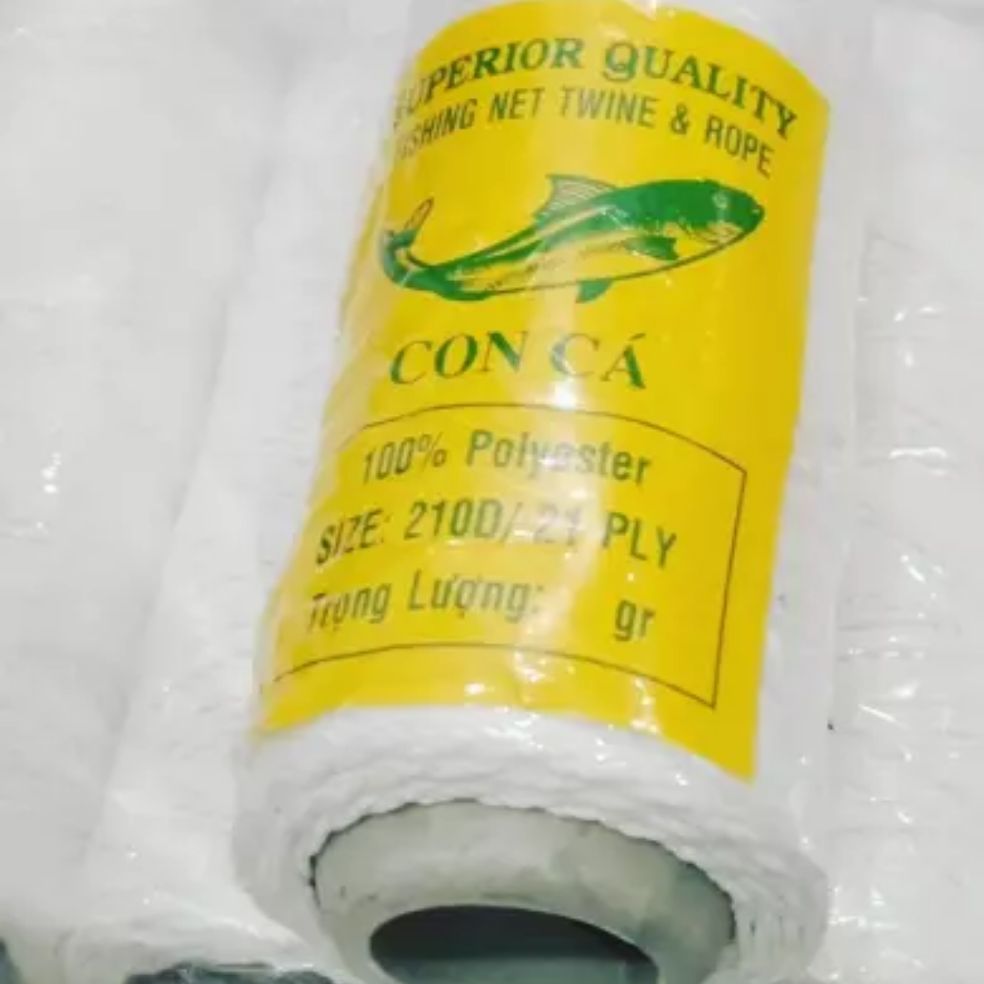 SUPERIOR QUALITY
FISHING NET TWINE & ROPE
CON CÁ
100% Polyester
SIZE: 210D/ 21 PLY
Trọng Lượng: gr